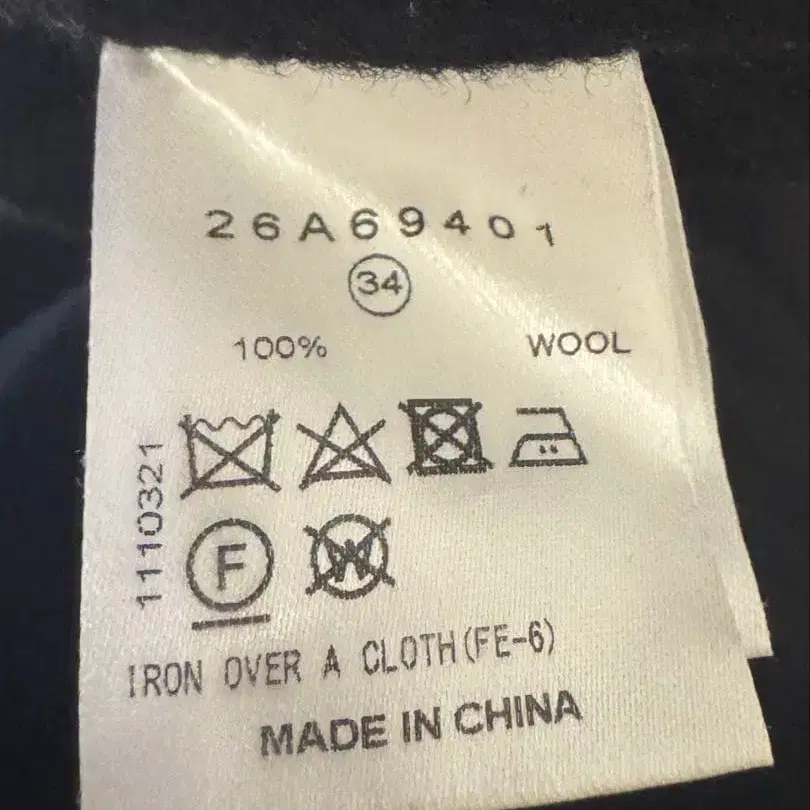 26A69401
34
100% WOOL
1110321
F
W
IRON OVER A CLOTH(FE-6)
MADE IN CHINA